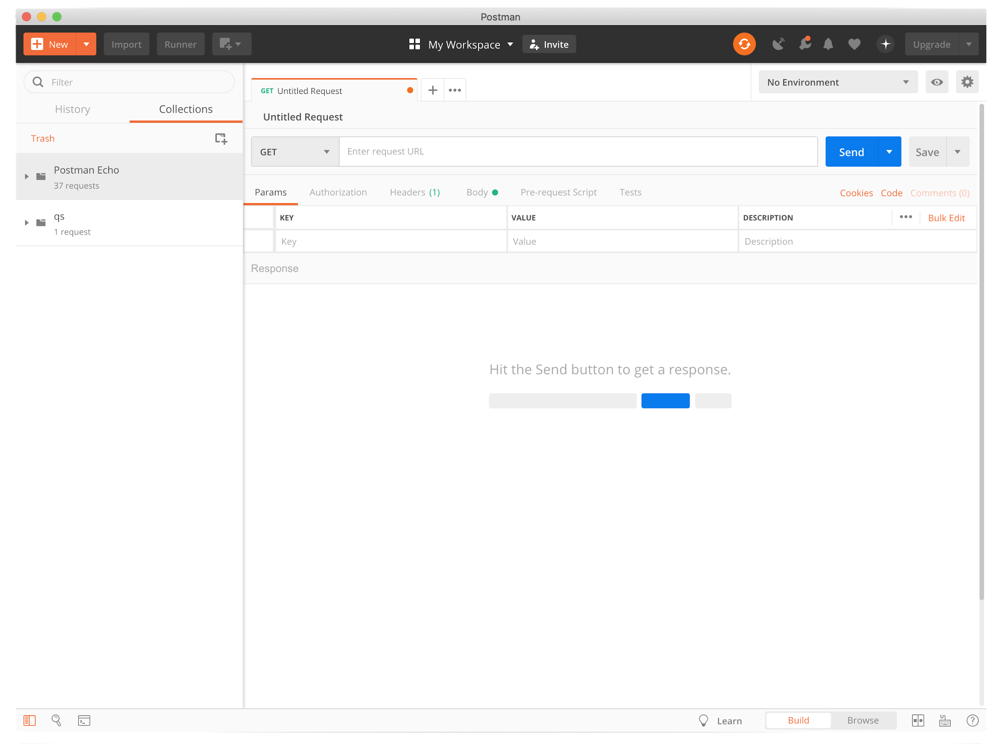 Postman
New
Import
Runner
My Workspace
Invite
Upgrade
Filter
History
Collections
Trash
Postman Echo
37 requests
qs
1 request
GET Untitled Request
No Environment
Untitled Request
GET
Enter request URL
Send
Save
Params
Authorization
Headers (1)
Body
Pre-request Script
Tests
Cookies
Code
Comments (0)
KEY
VALUE
DESCRIPTION
Bulk Edit
Key
Value
Description
Response
Hit the Send button to get a response.
Learn
Build
Browse